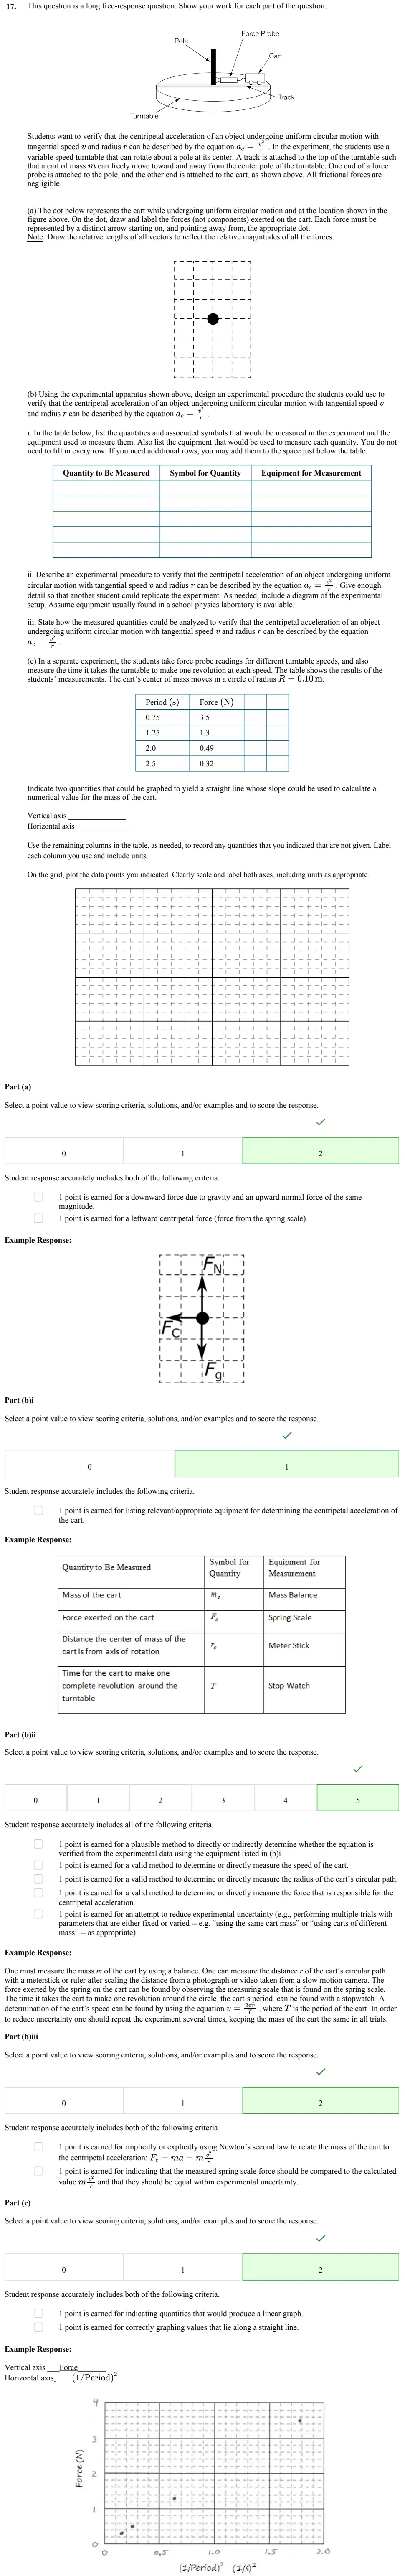 17. This question is a long free-response question. Show your work for each part of the question.
Force Probe
Pole
Cart
Track
Turntable
Students want to verify that the centripetal acceleration of an object undergoing uniform circular motion with
tangential speed v and radius r can be described by the equation a_c = v²/r . In the experiment, the students use a
variable speed turntable that can rotate about a pole at its center. A track is attached to the top of the turntable such
that a cart of mass m can freely move toward and away from the center pole of the turntable. One end of a force
probe is attached to the pole, and the other end is attached to the cart, as shown above. All frictional forces are
negligible.
(a) The dot below represents the cart while undergoing uniform circular motion and at the location shown in the
figure above. On the dot, draw and label the forces (not components) exerted on the cart. Each force must be
represented by a distinct arrow starting on, and pointing away from, the appropriate dot.
Note: Draw the relative lengths of all vectors to reflect the relative magnitudes of all the forces.
(b) Using the experimental apparatus shown above, design an experimental procedure the students could use to
verify that the centripetal acceleration of an object undergoing uniform circular motion with tangential speed v
and radius r can be described by the equation a_c = v²/r .
i. In the table below, list the quantities and associated symbols that would be measured in the experiment and the
equipment used to measure them. Also list the equipment that would be used to measure each quantity. You do not
need to fill in every row. If you need additional rows, you may add them to the space just below the table.
Quantity to Be Measured Symbol for Quantity Equipment for Measurement
ii. Describe an experimental procedure to verify that the centripetal acceleration of an object undergoing uniform
circular motion with tangential speed v and radius r can be described by the equation a_c = v²/r . Give enough
detail so that another student could replicate the experiment. As needed, include a diagram of the experimental
setup. Assume equipment usually found in a school physics laboratory is available.
iii. State how the measured quantities could be analyzed to verify that the centripetal acceleration of an object
undergoing uniform circular motion with tangential speed v and radius r can be described by the equation
a_c = v²/r .
(c) In a separate experiment, the students take force probe readings for different turntable speeds, and also
measure the time it takes the turntable to make one revolution at each speed. The table shows the results of the
students' measurements. The cart's center of mass moves in a circle of radius R = 0.10 m.
Period (s) Force (N)
0.75 3.5
1.25 1.3
2.0 0.49
2.5 0.32
Indicate two quantities that could be graphed to yield a straight line whose slope could be used to calculate a
numerical value for the mass of the cart.
Vertical axis ________________
Horizontal axis ________________
Use the remaining columns in the table, as needed, to record any quantities that you indicated that are not given. Label
each column you use and include units.
On the grid, plot the data points you indicated. Clearly scale and label both axes, including units as appropriate.
Part (a)
Select a point value to view scoring criteria, solutions, and/or examples and to score the response.
0 1 2
Student response accurately includes both of the following criteria.
1 point is earned for a downward force due to gravity and an upward normal force of the same
magnitude.
1 point is earned for a leftward centripetal force (force from the spring scale).
Example Response:
F_N
F_C
F_g
Part (b)i
Select a point value to view scoring criteria, solutions, and/or examples and to score the response.
0 1
Student response accurately includes the following criteria.
1 point is earned for listing relevant/appropriate equipment for determining the centripetal acceleration of
the cart.
Example Response:
Quantity to Be Measured Symbol for Quantity Equipment for Measurement
Mass of the cart m_c Mass Balance
Force exerted on the cart F_c Spring Scale
Distance the center of mass of the cart is from axis of rotation r_c Meter Stick
Time for the cart to make one complete revolution around the turntable T Stop Watch
Part (b)ii
Select a point value to view scoring criteria, solutions, and/or examples and to score the response.
0 1 2 3 4 5
Student response accurately includes all of the following criteria.
1 point is earned for a plausible method to directly or indirectly determine whether the equation is
verified from the experimental data using the equipment listed in (b)i.
1 point is earned for a valid method to determine or directly measure the speed of the cart.
1 point is earned for a valid method to determine or directly measure the radius of the cart's circular path.
1 point is earned for a valid method to determine or directly measure the force that is responsible for the
centripetal acceleration.
1 point is earned for an attempt to reduce experimental uncertainty (e.g., performing multiple trials with
parameters that are either fixed or varied -- e.g. "using the same cart mass" or "using carts of different
mass" -- as appropriate)
Example Response:
One must measure the mass m of the cart by using a balance. One can measure the distance r of the cart's circular path
with a meterstick or ruler after scaling the distance from a photograph or video taken from a slow motion camera. The
force exerted by the spring on the cart can be found by observing the measuring scale that is found on the spring scale.
The time it takes the cart to make one revolution around the circle, the cart's period, can be found with a stopwatch. A
determination of the cart's speed can be found by using the equation v = 2πr/T , where T is the period of the cart. In order
to reduce uncertainty one should repeat the experiment several times, keeping the mass of the cart the same in all trials.
Part (b)iii
Select a point value to view scoring criteria, solutions, and/or examples and to score the response.
0 1 2
Student response accurately includes both of the following criteria.
1 point is earned for implicitly or explicitly using Newton's second law to relate the mass of the cart to
the centripetal acceleration: F_c = ma = m v²/r
1 point is earned for indicating that the measured spring scale force should be compared to the calculated
value m v²/r and that they should be equal within experimental uncertainty.
Part (c)
Select a point value to view scoring criteria, solutions, and/or examples and to score the response.
0 1 2
Student response accurately includes both of the following criteria.
1 point is earned for indicating quantities that would produce a linear graph.
1 point is earned for correctly graphing values that lie along a straight line.
Example Response:
Vertical axis ___Force________
Horizontal axis_ (1/Period)²
4
3
2
1
0
Force (N)
0 0.5 1.0 1.5 2.0
(1/Period)² (1/s)²